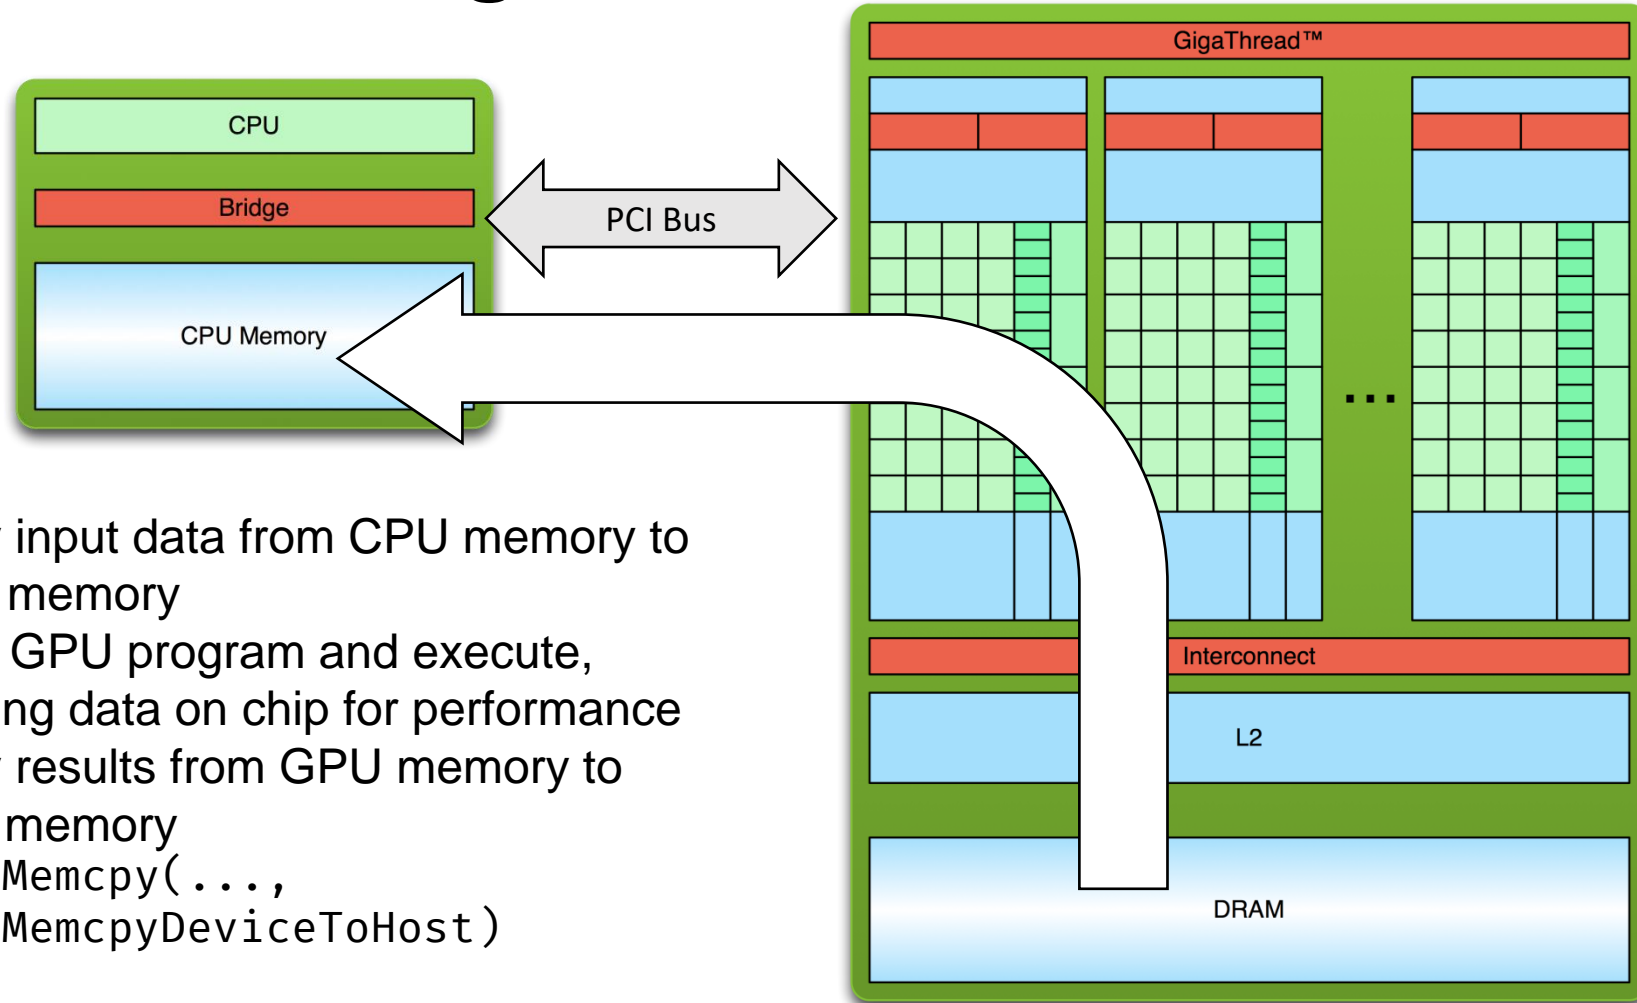 GigaThread™
CPU
Bridge
PCI Bus
CPU Memory
...
input data from CPU memory to
memory
GPU program and execute,
ng data on chip for performance
results from GPU memory to
memory
Memcpy(...,
MemcpyDeviceToHost)
Interconnect
L2
DRAM